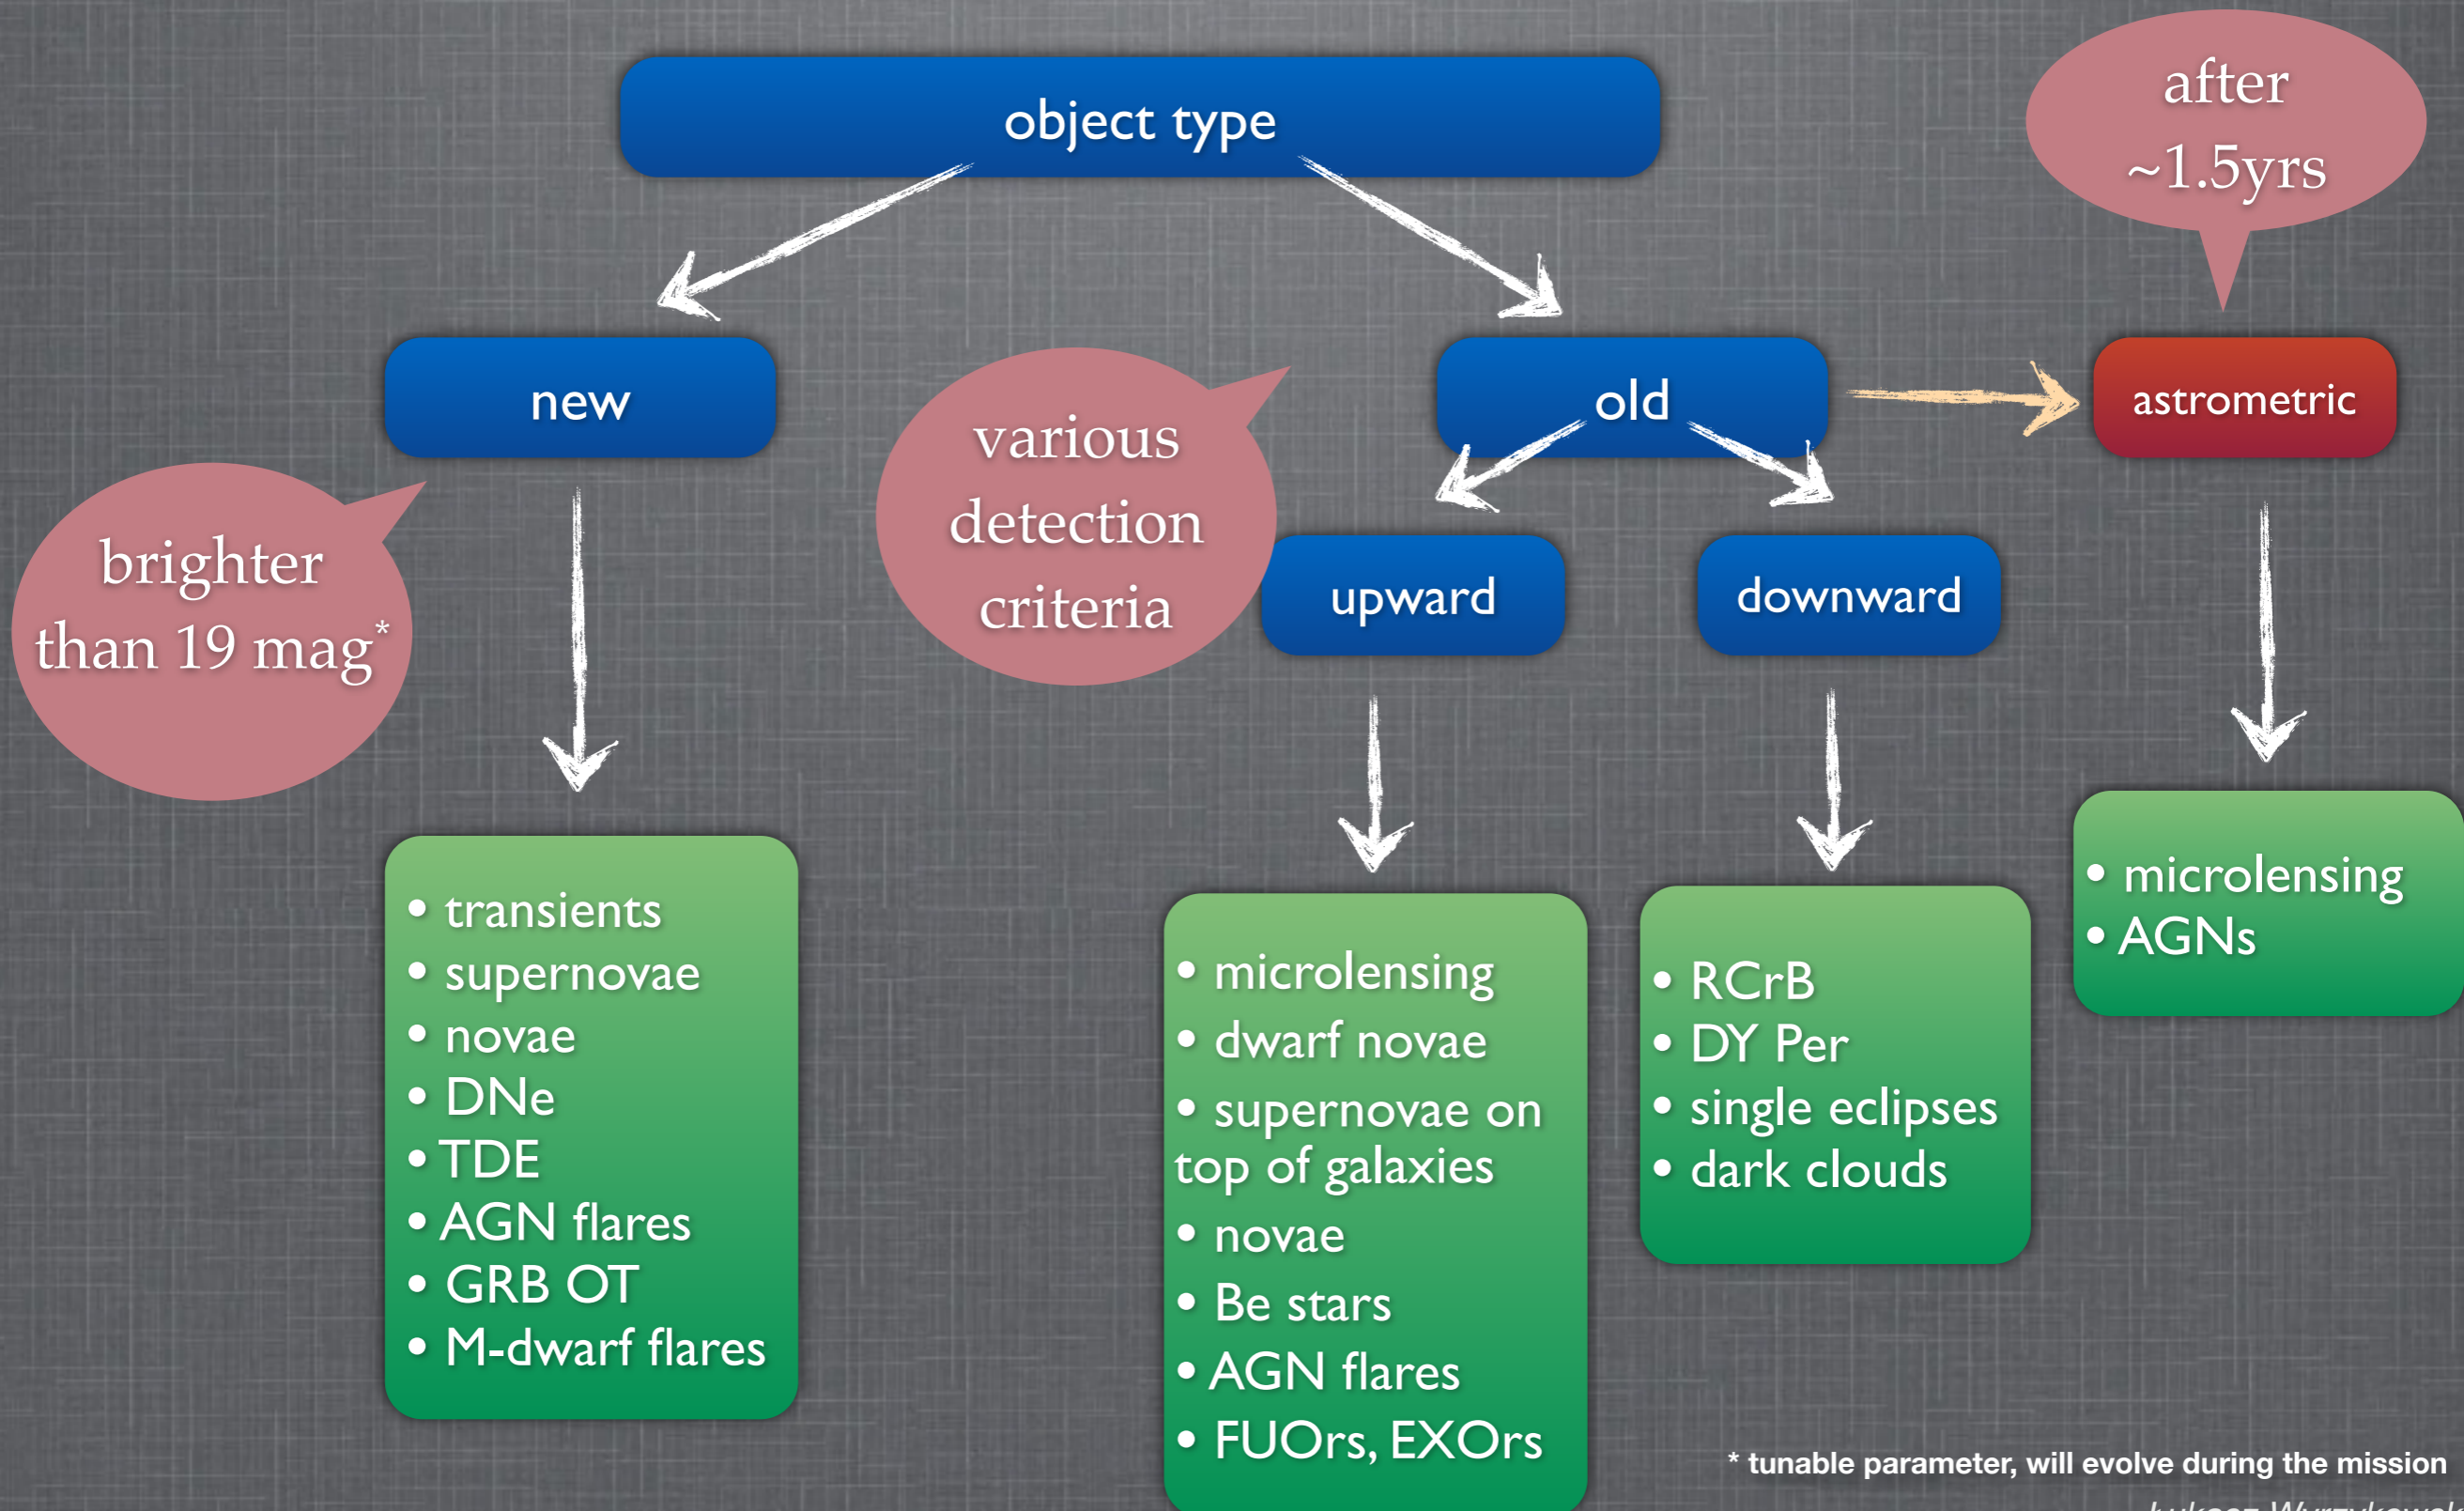 object type
after
~1.5yrs
new
old
astrometric
various
detection
criteria
brighter
than 19 mag*
upward
downward
• transients
• supernovae
• novae
• DNe
• TDE
• AGN flares
• GRB OT
• M-dwarf flares
• microlensing
• dwarf novae
• supernovae on
top of galaxies
• novae
• Be stars
• AGN flares
• FUOrs, EXOrs
• RCrB
• DY Per
• single eclipses
• dark clouds
• microlensing
• AGNs
* tunable parameter, will evolve during the mission